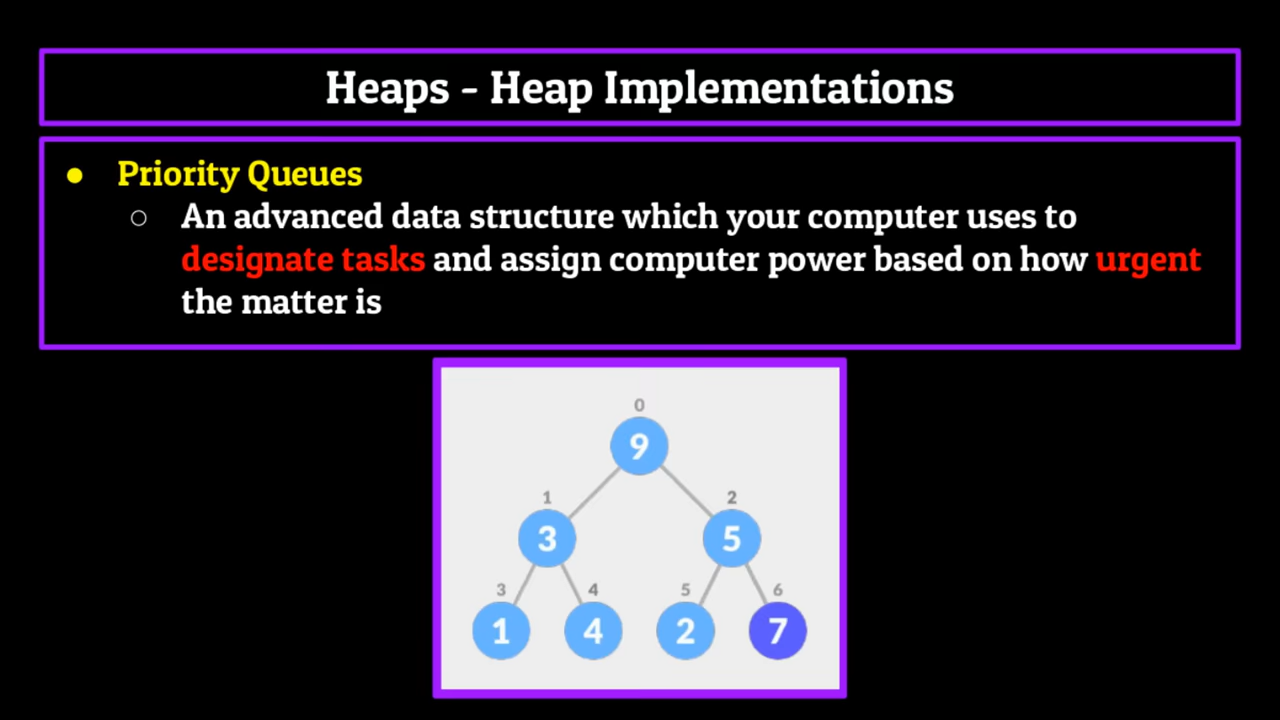 Heaps - Heap Implementations
● Priority Queues
○ An advanced data structure which your computer uses to
designate tasks and assign computer power based on how urgent
the matter is
0
9
1 2
3 5
3 4 5 6
1 4 2 7